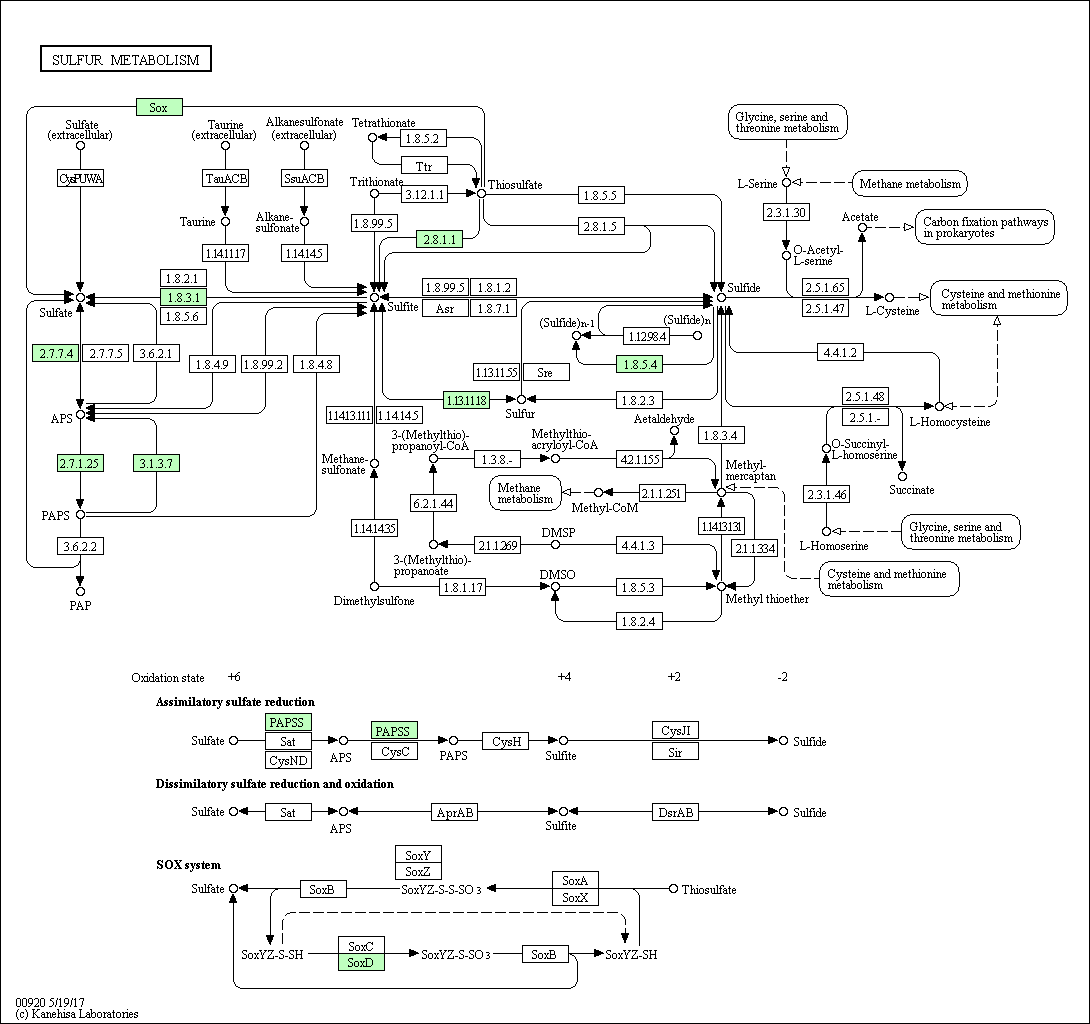 SULFUR METABOLISM
Sox
Sulfate
(extracellular)
Taurine
(extracellular)
Alkanesulfonate
(extracellular)
Tetrathionate
1.8.5.2
Ttr
Glycine, serine and
threonine metabolism
CysPUWA
TauACB
SsuACB
Trithionate
3.12.1.1
Thiosulfate
1.8.5.5
L-Serine
Methane metabolism
Taurine
Alkane-
sulfonate
1.8.99.5
2.8.1.1
2.8.1.5
2.3.1.30
Acetate
Carbon fixation pathways
in prokaryotes
1.14.11.17
1.14.14.5
O-Acetyl-
L-serine
1.8.2.1
1.8.3.1
1.8.5.6
Sulfate
Sulfite
1.8.99.5
1.8.1.2
Asr
1.8.7.1
Sulfide
2.5.1.65
2.5.1.47
L-Cysteine
Cysteine and methionine
metabolism
(Sulfide)n-1
(Sulfide)n
1.12.98.4
2.7.7.4
2.7.7.5
3.6.2.1
1.8.4.9
1.8.99.2
1.8.4.8
1.8.5.4
4.4.1.2
1.13.11.55
Sre
1.13.11.18
Sulfur
1.8.2.3
2.5.1.48
2.5.1.-
L-Homocysteine
APS
1.14.13.111
1.14.14.5
Aetaldehyde
1.8.3.4
3-(Methylthio)-
propanoyl-CoA
Methylthio-
acryloyl-CoA
O-Succinyl-
L-homoserine
2.7.1.25
3.1.3.7
Methane-
sulfonate
1.3.8.-
4.2.1.155
Methyl-
mercaptan
Succinate
Methane
metabolism
Methyl-CoM
2.1.1.251
2.3.1.46
PAPS
6.2.1.44
1.14.14.35
1.14.13.131
L-Homoserine
Glycine, serine and
threonine metabolism
3.6.2.2
2.1.1.269
DMSP
4.4.1.3
2.1.1.334
3-(Methylthio)-
propanoate
DMSO
Cysteine and methionine
metabolism
PAP
Dimethylsulfone
1.8.1.17
1.8.5.3
Methyl thioether
1.8.2.4
Oxidation state
+6
+4
+2
-2
Assimilatory sulfate reduction
Sulfate
PAPSS
Sat
CysND
APS
PAPSS
CysC
PAPS
CysH
Sulfite
CysJI
Sir
Sulfide
Dissimilatory sulfate reduction and oxidation
Sulfate
Sat
APS
AprAB
Sulfite
DsrAB
Sulfide
SOX system
SoxY
SoxZ
Sulfate
SoxB
SoxYZ-S-S-SO3
SoxA
SoxX
Thiosulfate
SoxYZ-S-SH
SoxC
SoxD
SoxYZ-S-SO3
SoxB
SoxYZ-SH
00920 5/19/17
(c) Kanehisa Laboratories